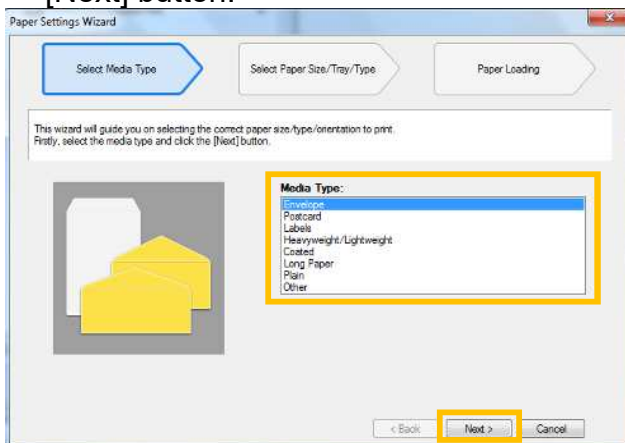 [Next] button.
Paper Settings Wizard
Select Media Type
Select Paper Size/Tray/Type
Paper Loading
This wizard will guide you on selecting the correct paper size/type/orientation to print.
Firstly, select the media type and click the [Next] button.
Media Type:
Envelope
Postcard
Labels
Heavyweight/Lightweight
Coated
Long Paper
Plain
Other
< Back
Next >
Cancel